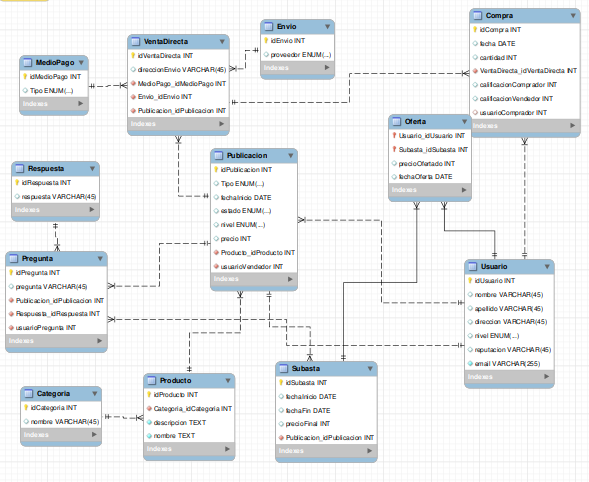 MedioPago
idMedioPago INT
Tipo ENUM(...)
Indexes
VentaDirecta
idVentaDirecta INT
direccionEnvio VARCHAR(45)
MedioPago_idMedioPago INT
Envio_idEnvio INT
Publicacion_idPublicacion INT
Indexes
Envio
idEnvio INT
proveedor ENUM(...)
Indexes
Compra
idCompra INT
fecha DATE
cantidad INT
VentaDirecta_idVentaDirecta INT
calificacionComprador INT
calificacionVendedor INT
usuarioComprador INT
Indexes
Oferta
Usuario_idUsuario INT
Subasta_idSubasta INT
precioOfertado INT
fechaOferta DATE
Indexes
Respuesta
idRespuesta INT
respuesta VARCHAR(45)
Indexes
Publicacion
idPublicacion INT
Tipo ENUM(...)
fechaInicio DATE
estado ENUM(...)
nivel ENUM(...)
precio INT
Producto_idProducto INT
usuarioVendedor INT
Indexes
Pregunta
idPregunta INT
pregunta VARCHAR(45)
Publicacion_idPublicacion INT
Respuesta_idRespuesta INT
usuarioPregunta INT
Indexes
Usuario
idUsuario INT
nombre VARCHAR(45)
apellido VARCHAR(45)
direccion VARCHAR(45)
nivel ENUM(...)
reputacion VARCHAR(45)
email VARCHAR(255)
Indexes
Categoria
idCategoria INT
nombre VARCHAR(45)
Indexes
Producto
idProducto INT
Categoria_idCategoria INT
descripcion TEXT
nombre TEXT
Indexes
Subasta
idSubasta INT
fechaInicio DATE
fechaFin DATE
precioFinal INT
Publicacion_idPublicacion INT
Indexes